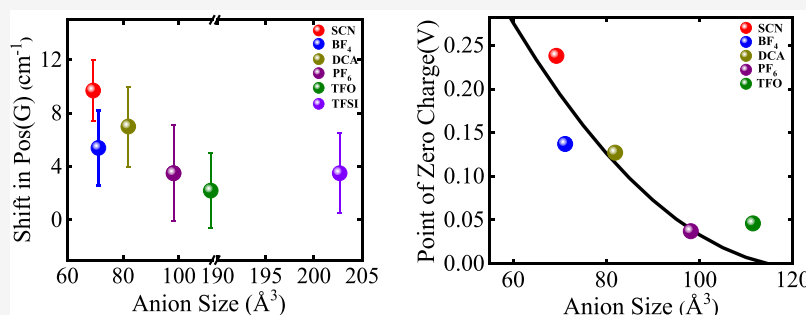 Shift in Pos(G) (cm⁻¹)
12
8
4
0
60
80
100
190
195
200
205
Anion Size (Å³)
SCN
BF₄
DCA
PF₆
TFO
TFSI
Point of Zero Charge(V)
0.25
0.20
0.15
0.10
0.05
0.00
60
80
100
120
Anion Size (Å³)
SCN
BF₄
DCA
PF₆
TFO